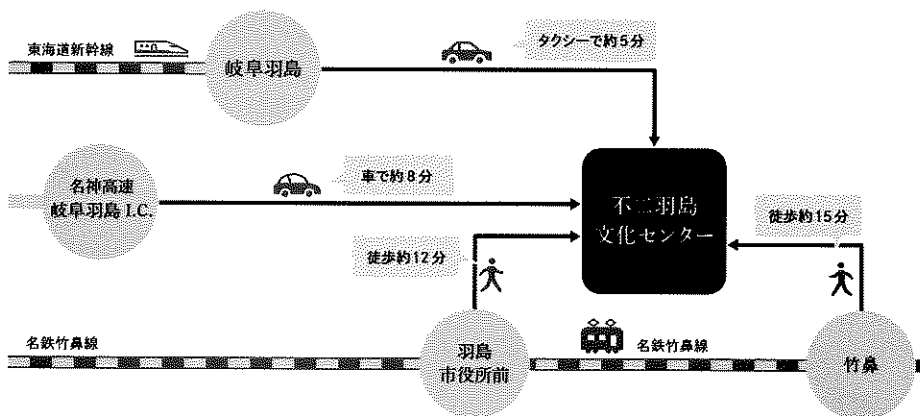 東海道新幹線
岐阜羽島
タクシーで約5分
名神高速
岐阜羽島I.C.
車で約8分
不二羽島
文化センター
徒歩約15分
徒歩約12分
名鉄竹鼻線
羽島
市役所前
名鉄竹鼻線
竹鼻